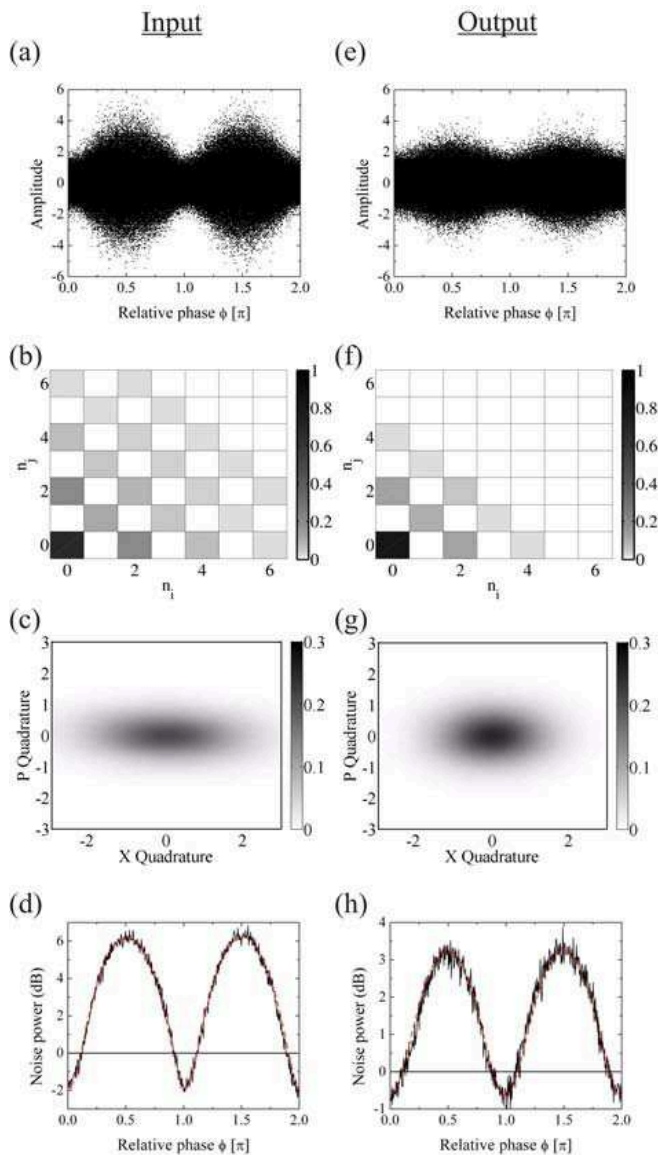 Input
Output
(a)
(e)
6
4
2
0
-2
-4
-6
Amplitude
0.0 0.5 1.0 1.5 2.0
Relative phase ϕ [π]
6
4
2
0
-2
-4
-6
Amplitude
0.0 0.5 1.0 1.5 2.0
Relative phase ϕ [π]
(b)
(f)
6
4
2
0
n_j
0 2 4 6
n_i
1
0.8
0.6
0.4
0.2
0
6
4
2
0
n_j
0 2 4 6
n_i
1
0.8
0.6
0.4
0.2
0
(c)
(g)
3
2
1
0
-1
-2
-3
P Quadrature
-2 0 2
X Quadrature
0.3
0.2
0.1
0
3
2
1
0
-1
-2
-3
P Quadrature
-2 0 2
X Quadrature
0.3
0.2
0.1
0
(d)
(h)
6
4
2
0
-2
Noise power (dB)
0.0 0.5 1.0 1.5 2.0
Relative phase ϕ [π]
4
3
2
1
0
-1
Noise power (dB)
0.0 0.5 1.0 1.5 2.0
Relative phase ϕ [π]